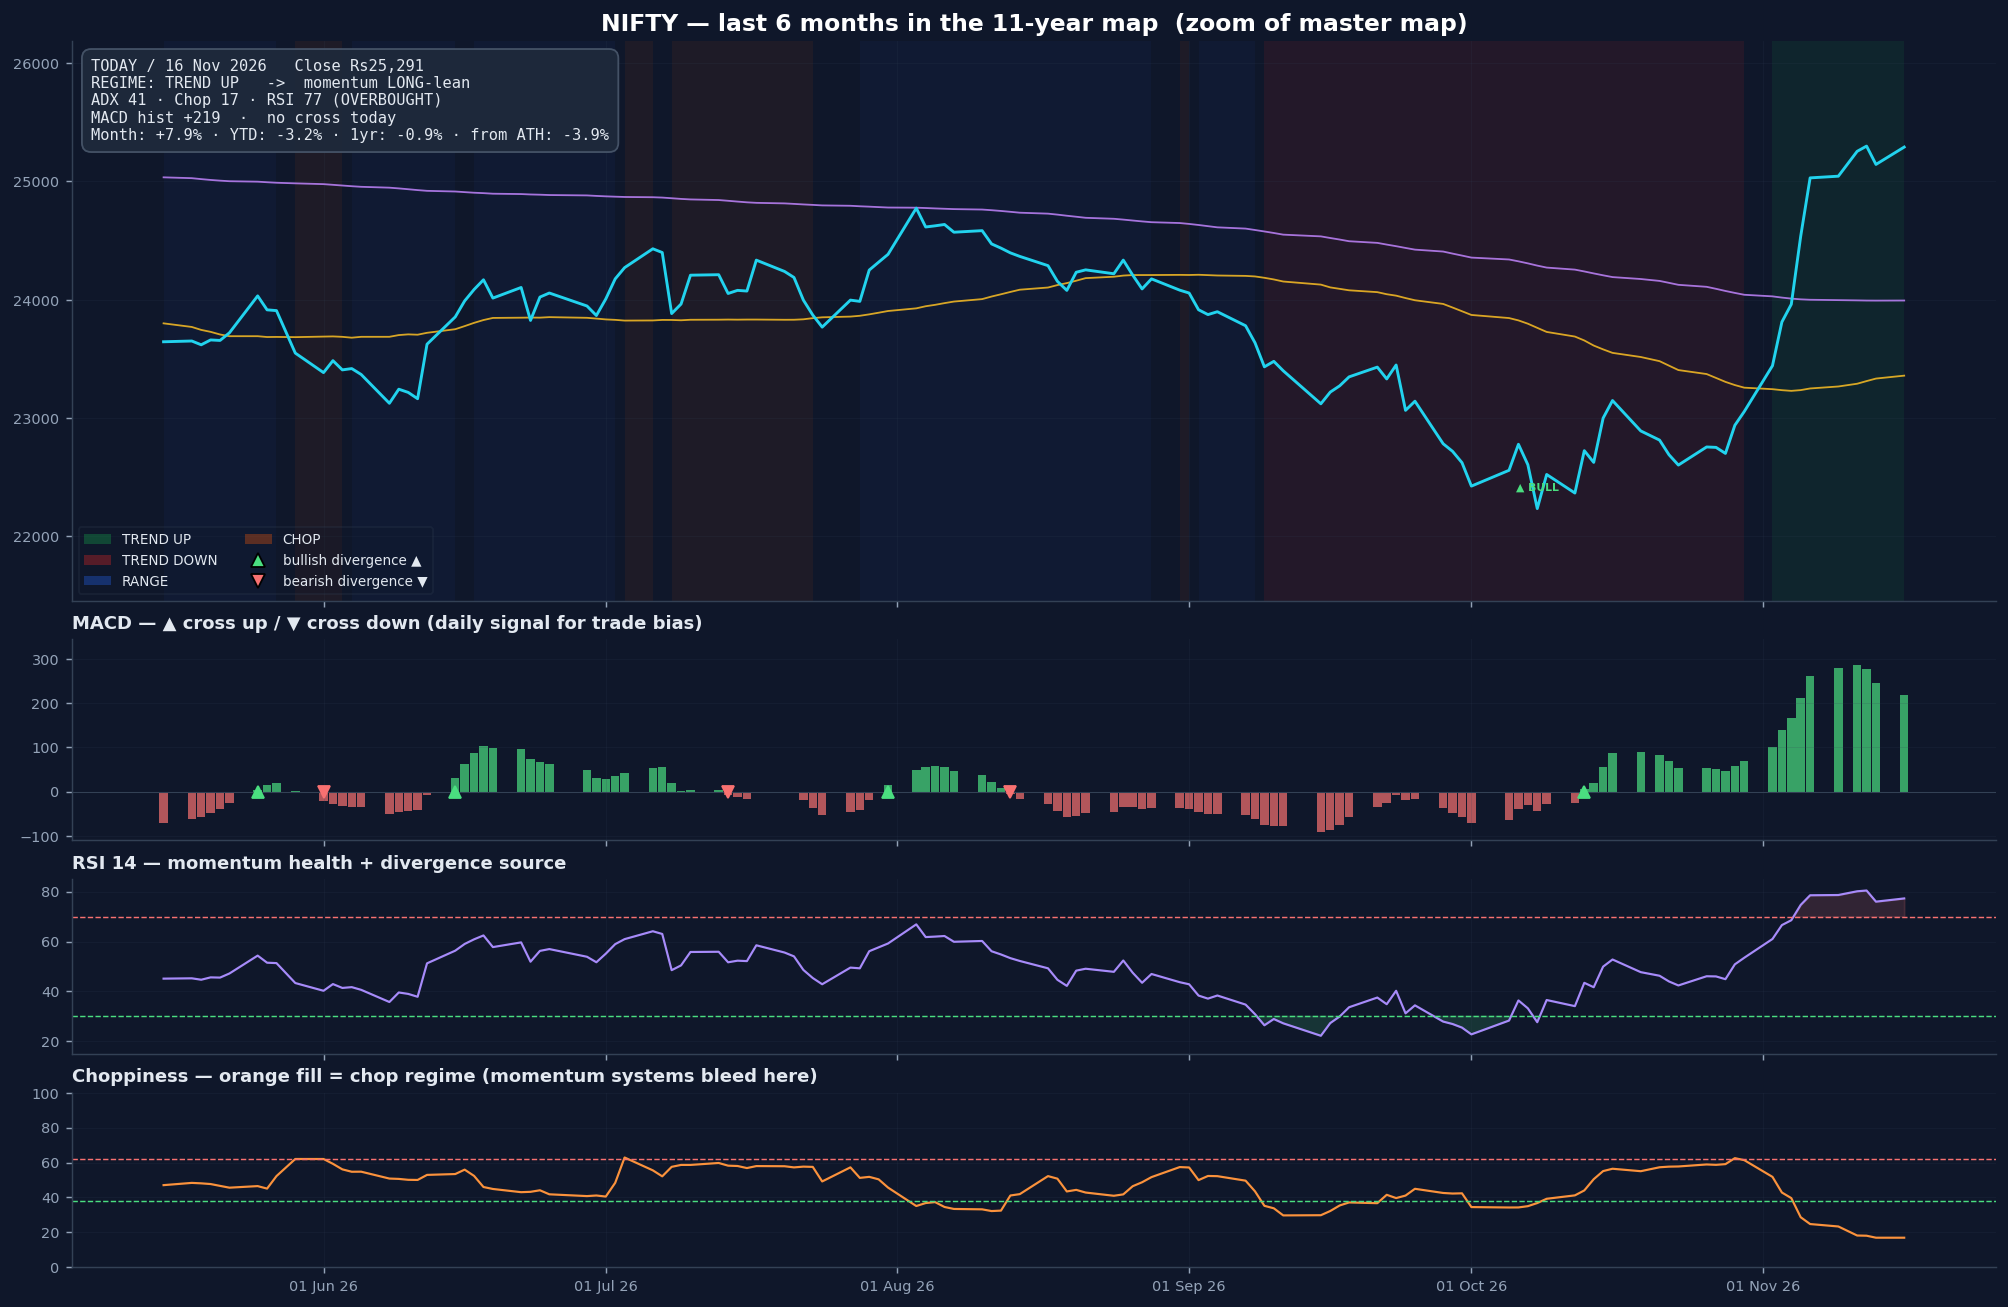 NIFTY — last 6 months in the 11-year map  (zoom of master map)
TODAY / 16 Nov 2026   Close Rs25,291
REGIME: TREND UP   ->  momentum LONG-lean
ADX 41 · Chop 17 · RSI 77 (OVERBOUGHT)
MACD hist +219  ·  no cross today
Month: +7.9% · YTD: -3.2% · 1yr: -0.9% · from ATH: -3.9%
26000
25000
24000
23000
22000
▲ BULL
TREND UP
TREND DOWN
RANGE
CHOP
bullish divergence ▲
bearish divergence ▼
MACD — ▲ cross up / ▼ cross down (daily signal for trade bias)
300
200
100
0
−100
RSI 14 — momentum health + divergence source
80
60
40
20
Choppiness — orange fill = chop regime (momentum systems bleed here)
100
80
60
40
20
0
01 Jun 26
01 Jul 26
01 Aug 26
01 Sep 26
01 Oct 26
01 Nov 26